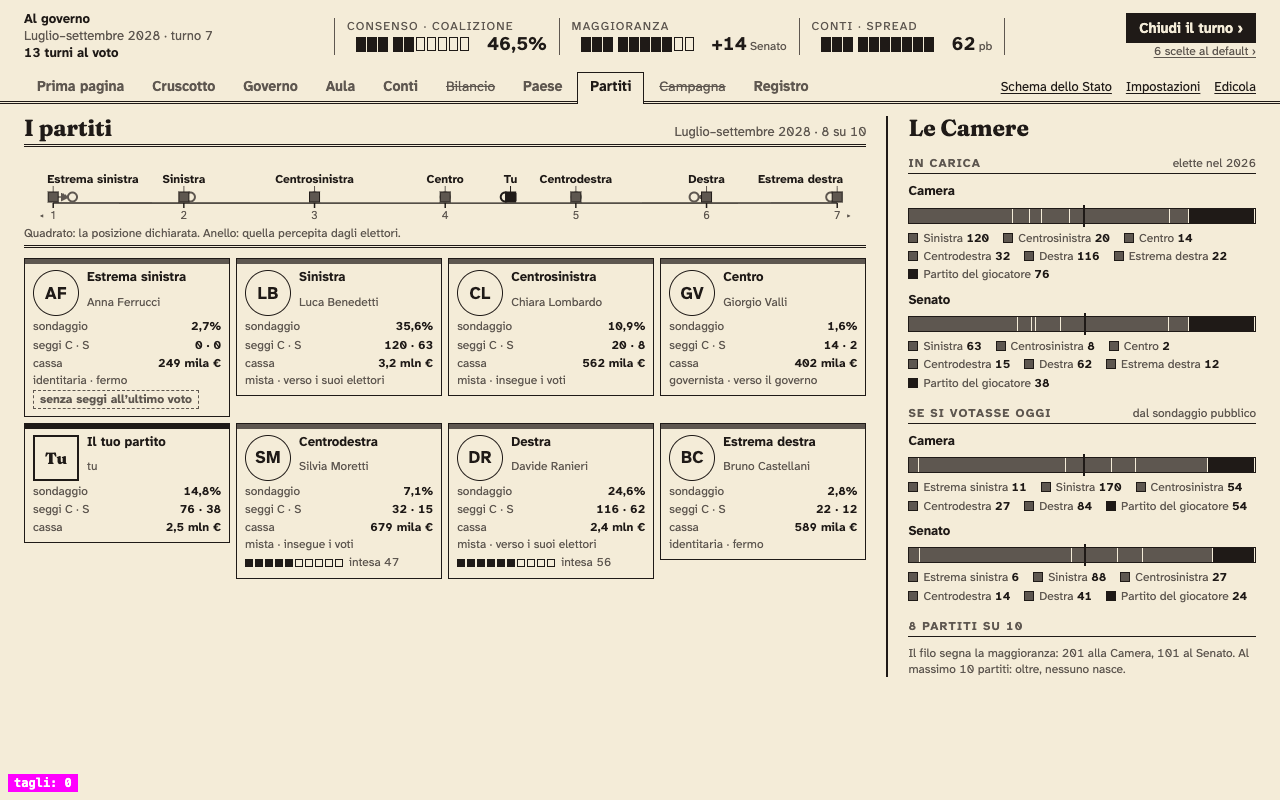 Al governo
Luglio–settembre 2028 · turno 7
13 turni al voto
CONSENSO · COALIZIONE
46,5%
MAGGIORANZA
+14 Senato
CONTI · SPREAD
62 pb
Chiudi il turno ›
6 scelte al default ›
Prima pagina Cruscotto Governo Aula Conti Bilancio Paese Partiti Campagna Registro
Schema dello Stato Impostazioni Edicola
I partiti
Luglio–settembre 2028 · 8 su 10
Estrema sinistra Sinistra Centrosinistra Centro Tu Centrodestra Destra Estrema destra
◂ 1 2 3 4 5 6 7 ▸
Quadrato: la posizione dichiarata. Anello: quella percepita dagli elettori.
AF
Estrema sinistra
Anna Ferrucci
sondaggio 2,7%
seggi C · S 0 · 0
cassa 249 mila €
identitaria · fermo
senza seggi all'ultimo voto
LB
Sinistra
Luca Benedetti
sondaggio 35,6%
seggi C · S 120 · 63
cassa 3,2 mln €
mista · verso i suoi elettori
CL
Centrosinistra
Chiara Lombardo
sondaggio 10,9%
seggi C · S 20 · 8
cassa 562 mila €
mista · insegue i voti
GV
Centro
Giorgio Valli
sondaggio 1,6%
seggi C · S 14 · 2
cassa 402 mila €
governista · verso il governo
Tu
Il tuo partito
tu
sondaggio 14,8%
seggi C · S 76 · 38
cassa 2,5 mln €
SM
Centrodestra
Silvia Moretti
sondaggio 7,1%
seggi C · S 32 · 15
cassa 679 mila €
mista · insegue i voti
intesa 47
DR
Destra
Davide Ranieri
sondaggio 24,6%
seggi C · S 116 · 62
cassa 2,4 mln €
mista · verso i suoi elettori
intesa 56
BC
Estrema destra
Bruno Castellani
sondaggio 2,8%
seggi C · S 22 · 12
cassa 589 mila €
identitaria · fermo
Le Camere
IN CARICA elette nel 2026
Camera
Sinistra 120 Centrosinistra 20 Centro 14
Centrodestra 32 Destra 116 Estrema destra 22
Partito del giocatore 76
Senato
Sinistra 63 Centrosinistra 8 Centro 2
Centrodestra 15 Destra 62 Estrema destra 12
Partito del giocatore 38
SE SI VOTASSE OGGI dal sondaggio pubblico
Camera
Estrema sinistra 11 Sinistra 170 Centrosinistra 54
Centrodestra 27 Destra 84 Partito del giocatore 54
Senato
Estrema sinistra 6 Sinistra 88 Centrosinistra 27
Centrodestra 14 Destra 41 Partito del giocatore 24
8 PARTITI SU 10
Il filo segna la maggioranza: 201 alla Camera, 101 al Senato. Al
massimo 10 partiti: oltre, nessuno nasce.
tagli: 0